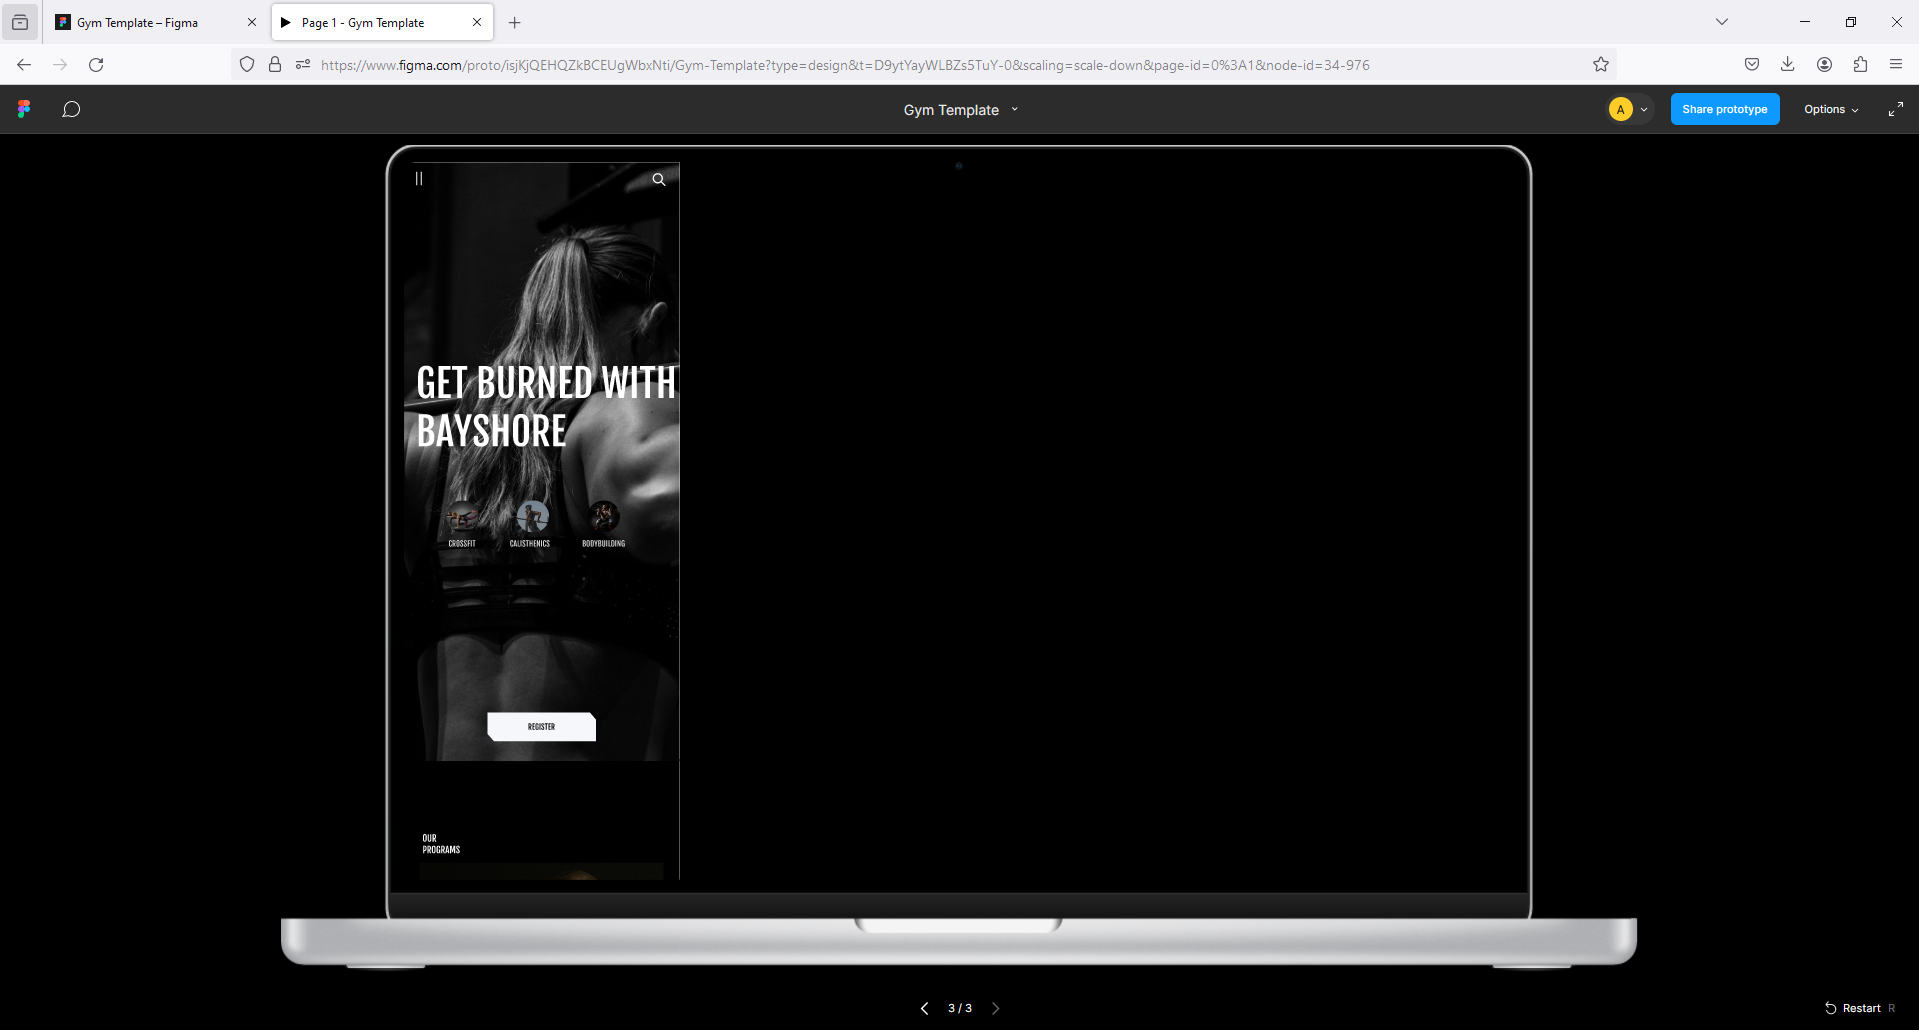 Gym Template – Figma
Page 1 - Gym Template
https://www.figma.com/proto/isjKjQEHQZkBCEUgWbxNti/Gym-Template?type=design&t=D9ytYayWLBZs5TuY-0&scaling=scale-down&page-id=0%3A1&node-id=34-976
Gym Template
A
Share prototype
Options
GET BURNED WITH
BAYSHORE
CROSSFIT
CALISTHENICS
BODYBUILDING
REGISTER
OUR
PROGRAMS
3 / 3
Restart R